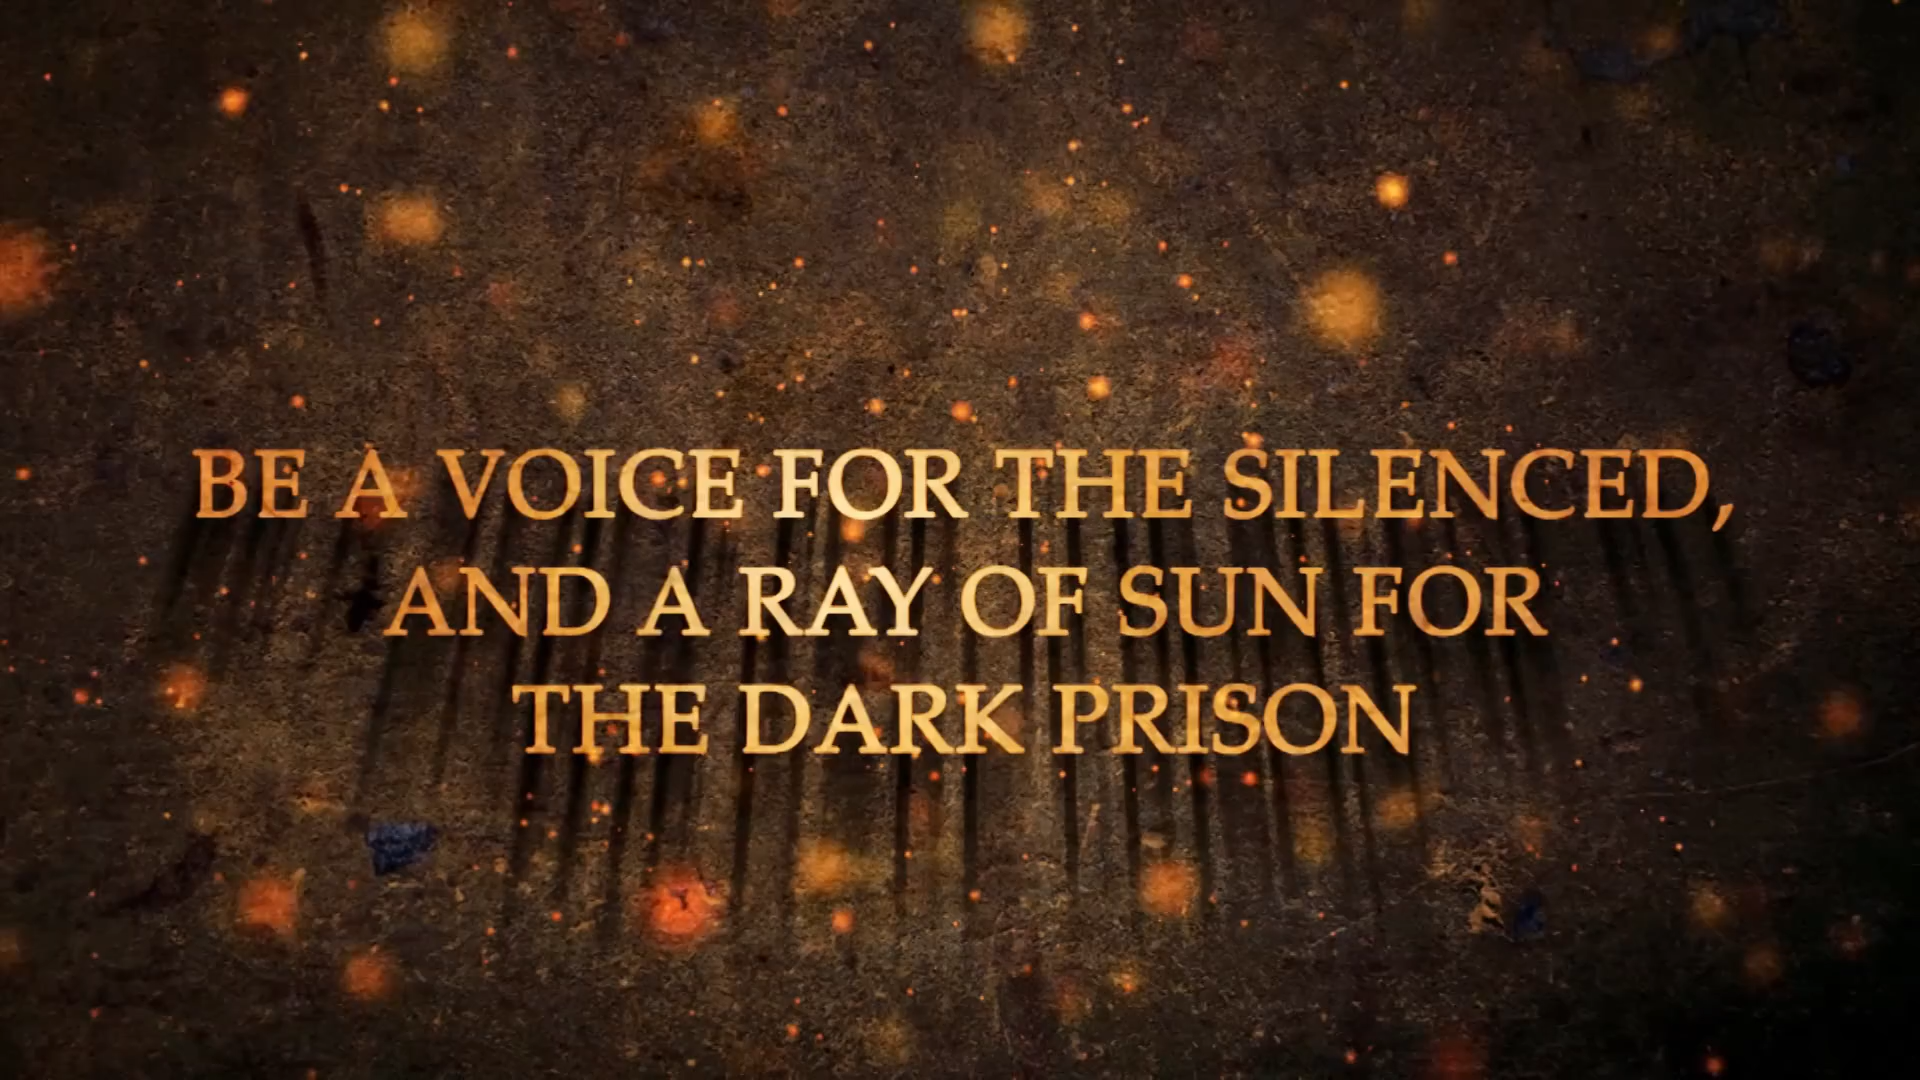 BE A VOICE FOR THE SILENCED,
AND A RAY OF SUN FOR
THE DARK PRISON